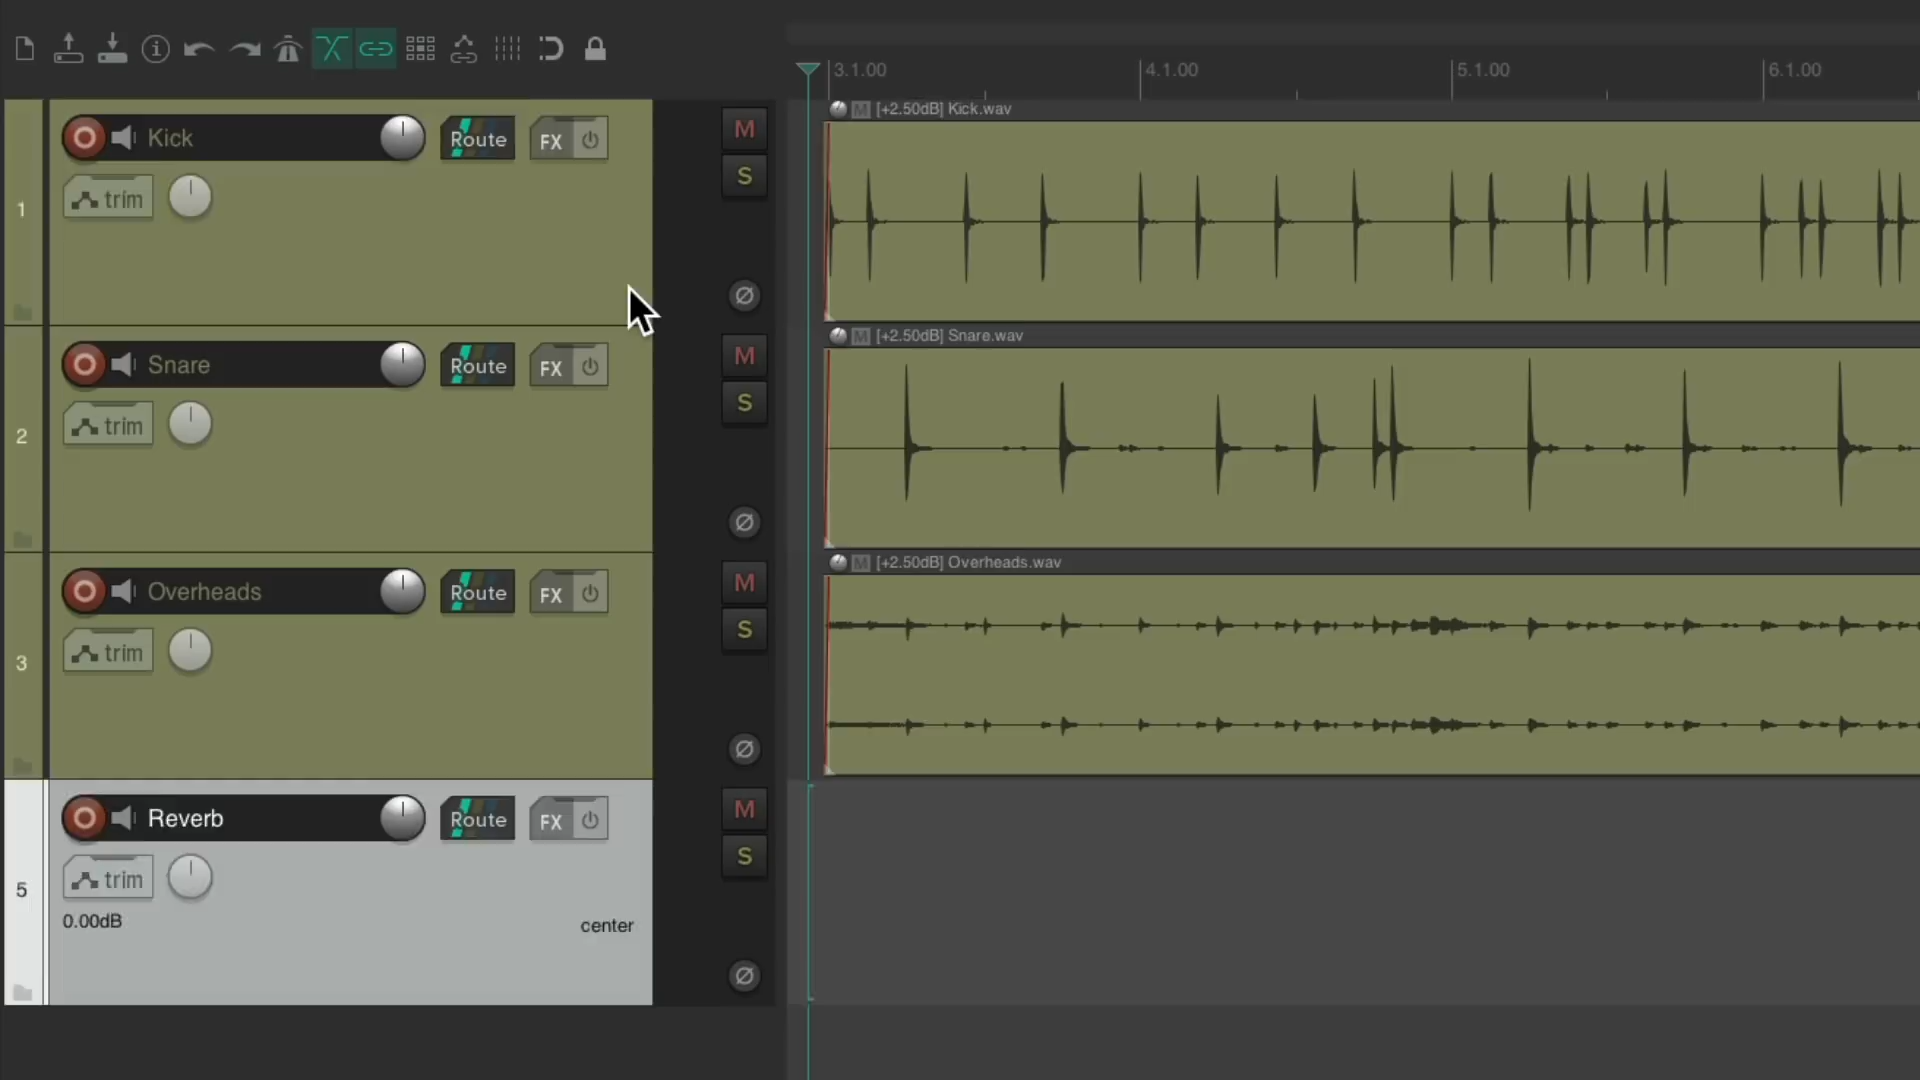 3.1.00 4.1.00 5.1.00 6.1.00
1 Kick Route FX M
trim S
Ø
M [+2.50dB] Kick.wav
2 Snare Route FX M
trim S
Ø
M [+2.50dB] Snare.wav
3 Overheads Route FX M
trim S
Ø
M [+2.50dB] Overheads.wav
5 Reverb Route FX M
trim S
0.00dB center
Ø